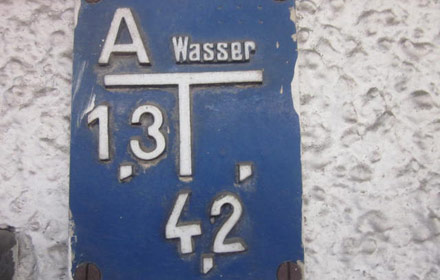 A Wasser
1,3 ,
4,2